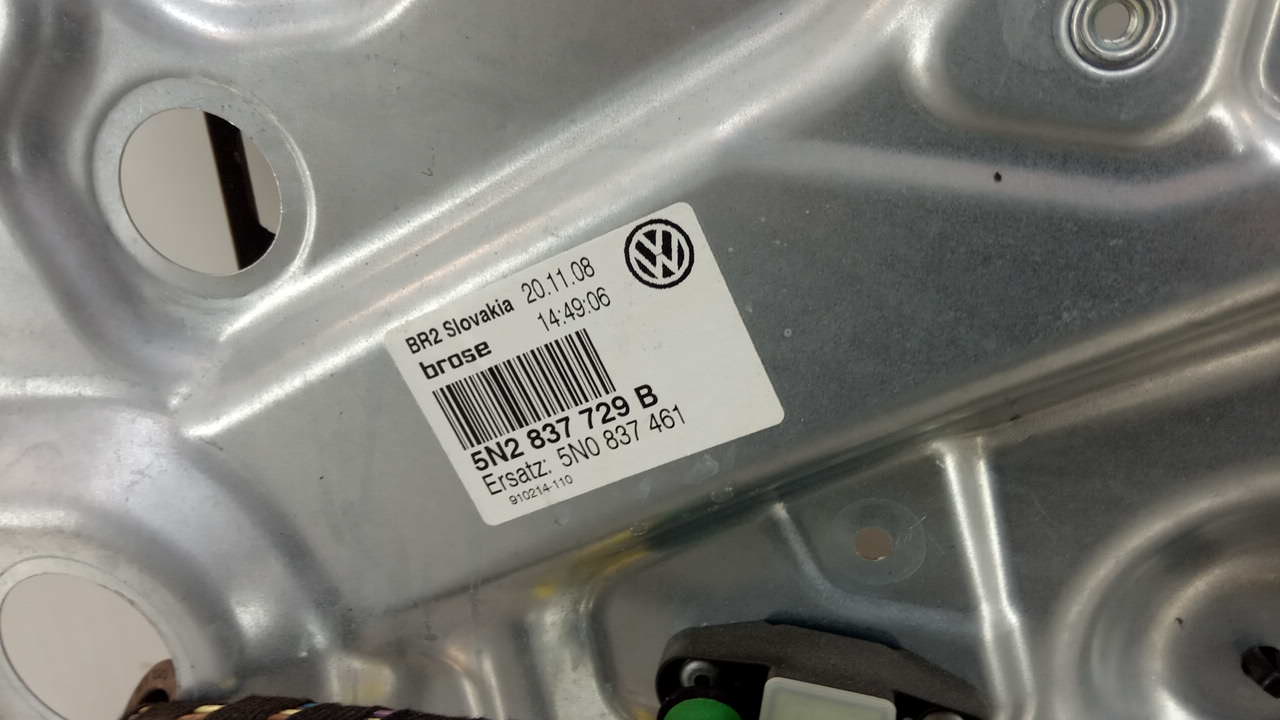 BR2 Slovakia 20.11.08
brose 14:49:06
5N2 837 729 B
Ersatz: 5N0 837 461
910214-110